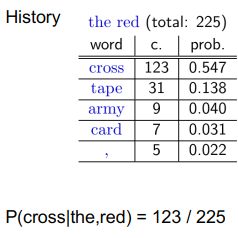 History
the red (total: 225)
word c. prob.
cross 123 0.547
tape 31 0.138
army 9 0.040
card 7 0.031
, 5 0.022
P(cross|the,red) = 123 / 225